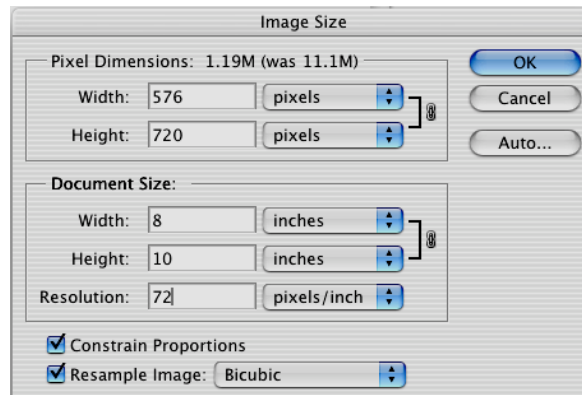 Image Size
Pixel Dimensions: 1.19M (was 11.1M)
Width: 576 pixels
Height: 720 pixels
OK
Cancel
Auto...
Document Size:
Width: 8 inches
Height: 10 inches
Resolution: 72 pixels/inch
Constrain Proportions
Resample Image: Bicubic